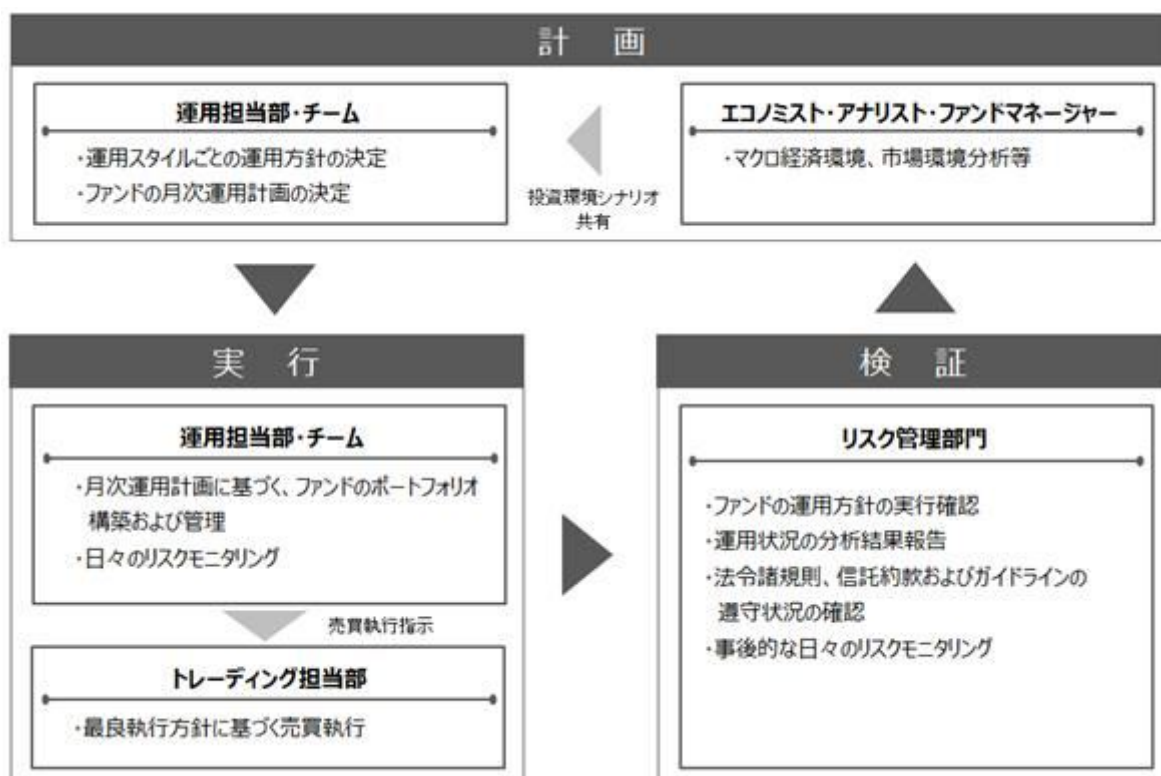 計 画
運用担当部・チーム
・運用スタイルごとの運用方針の決定
・ファンドの月次運用計画の決定
投資環境シナリオ
共有
エコノミスト・アナリスト・ファンドマネージャー
・マクロ経済環境、市場環境分析等
実 行
運用担当部・チーム
・月次運用計画に基づく、ファンドのポートフォリオ
構築および管理
・日々のリスクモニタリング
売買執行指示
トレーディング担当部
・最良執行方針に基づく売買執行
検 証
リスク管理部門
・ファンドの運用方針の実行確認
・運用状況の分析結果報告
・法令諸規則、信託約款およびガイドラインの
遵守状況の確認
・事後的な日々のリスクモニタリング